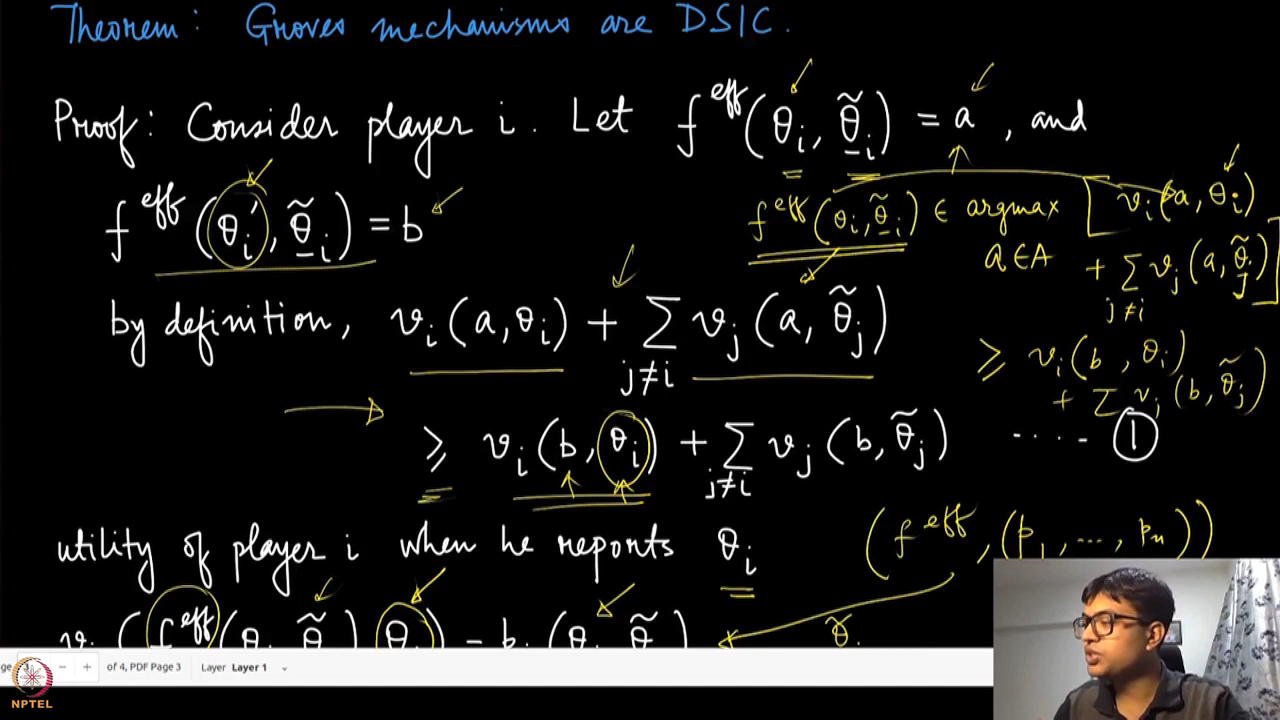 Theorem: Groves mechanisms are DSIC.
Proof: Consider player i. Let f^eff(θ_i, θ̃_-i) = a, and
f^eff(θ_i', θ̃_-i) = b
f^eff(θ_i, θ̃_-i) ∈ argmax a∈A [v_i(a, θ_i)
+ Σ_{j≠i} v_j(a, θ̃_j)]
by definition, v_i(a, θ_i) + Σ_{j≠i} v_j(a, θ̃_j)
≥ v_i(b, θ_i)
+ Σ v_j(b, θ̃_j)
≥ v_i(b, θ_i) + Σ_{j≠i} v_j(b, θ̃_j) ..... ①
utility of player i when he reports θ_i
(f^eff, (p_1, ..., p_n))
of 4, PDF Page 3 Layer Layer 1
NPTEL